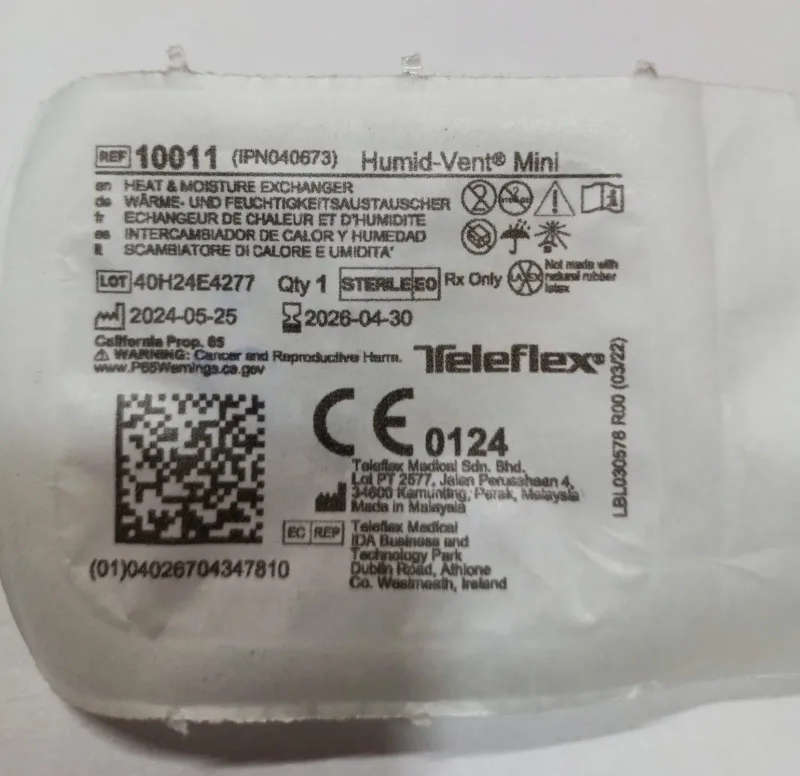 REF 10011 (IPN040673) Humid-Vent® Mini
en HEAT & MOISTURE EXCHANGER
de WÄRME- UND FEUCHTIGKEITSAUSTAUSCHER
fr ECHANGEUR DE CHALEUR ET D'HUMIDITE
es INTERCAMBIADOR DE CALOR Y HUMEDAD
it SCAMBIATORE DI CALORE E UMIDITA'
LOT 40H24E4277 Qty 1 STERILE EO Rx Only LATEX
Not made with
natural rubber
latex
2024-05-25 2026-04-30
California Prop. 65
WARNING: Cancer and Reproductive Harm.
www.P65Warnings.ca.gov
Teleflex®
CE 0124
Teleflex Medical Sdn. Bhd.
Lot PT 2577, Jalan Perusahaan 4,
34600 Kamunting, Perak, Malaysia
Made in Malaysia
EC REP Teleflex Medical
IDA Business and
Technology Park
Dublin Road, Athlone
Co. Westmeath, Ireland
(01)04026704347810
LBL030578 R00 (03/22)